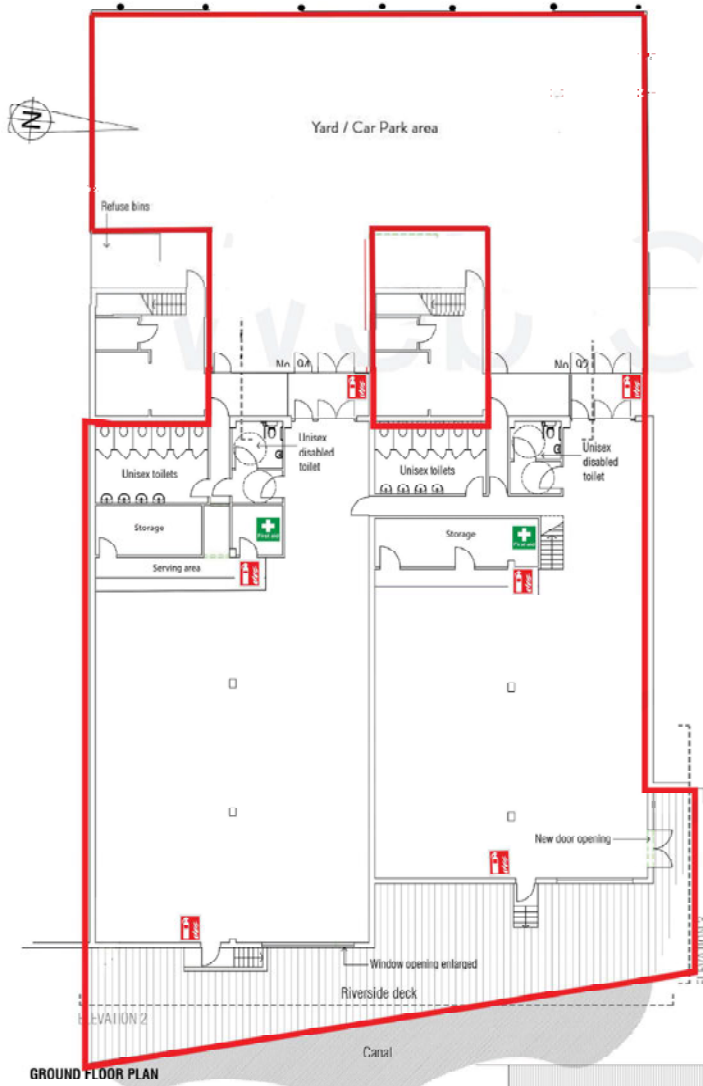 N
Yard / Car Park area
Refuse bins
No. 94
No. 92
Unisex
disabled
toilet
Unisex
disabled
toilet
Unisex toilets
Unisex toilets
Storage
Storage
First aid
First aid
Serving area
New door opening
Window opening enlarged
Riverside deck
ELEVATION 2
Canal
GROUND FLOOR PLAN